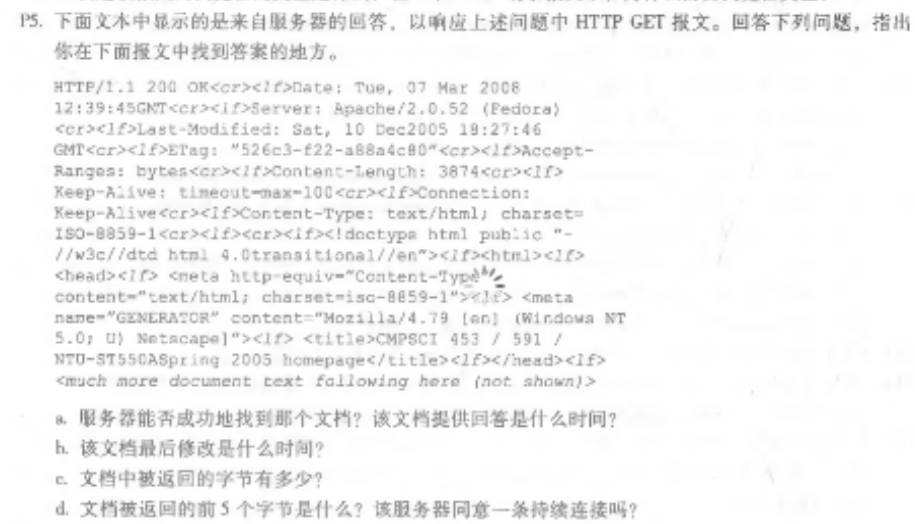 P5. 下面文本中显示的是来自服务器的回答，以响应上述问题中 HTTP GET 报文。回答下列问题，指出
你在下面报文中找到答案的地方。
HTTP/1.1 200 OK<cr><lf>Date: Tue, 07 Mar 2008
12:39:45GMT<cr><lf>Server: Apache/2.0.52 (Fedora)
<cr><lf>Last-Modified: Sat, 10 Dec2005 18:27:46
GMT<cr><lf>ETag: "526c3-f22-a88a4c80"<cr><lf>Accept-
Ranges: bytes<cr><lf>Content-Length: 3874<cr><lf>
Keep-Alive: timeout=max=100<cr><lf>Connection:
Keep-Alive<cr><lf>Content-Type: text/html; charset=
ISO-8859-1<cr><lf><cr><lf><!doctype html public "-
//w3c//dtd html 4.0transitional//en"><lf><html><lf>
<head><lf> <meta http-equiv="Content-Type"
content="text/html; charset=iso-8859-1"><lf> <meta
name="GENERATOR" content="Mozilla/4.79 [en] (Windows NT
5.0; U) Netscape]"><lf> <title>CMPSCI 453 / 591 /
NTU-ST550ASpring 2005 homepage</title><lf></head><lf>
<much more document text following here (not shown)>
a. 服务器能否成功地找到那个文档？该文档提供回答是什么时间？
b. 该文档最后修改是什么时间？
c. 文档中被返回的字节有多少？
d. 文档被返回的前 5 个字节是什么？该服务器同意一条持续连接吗？